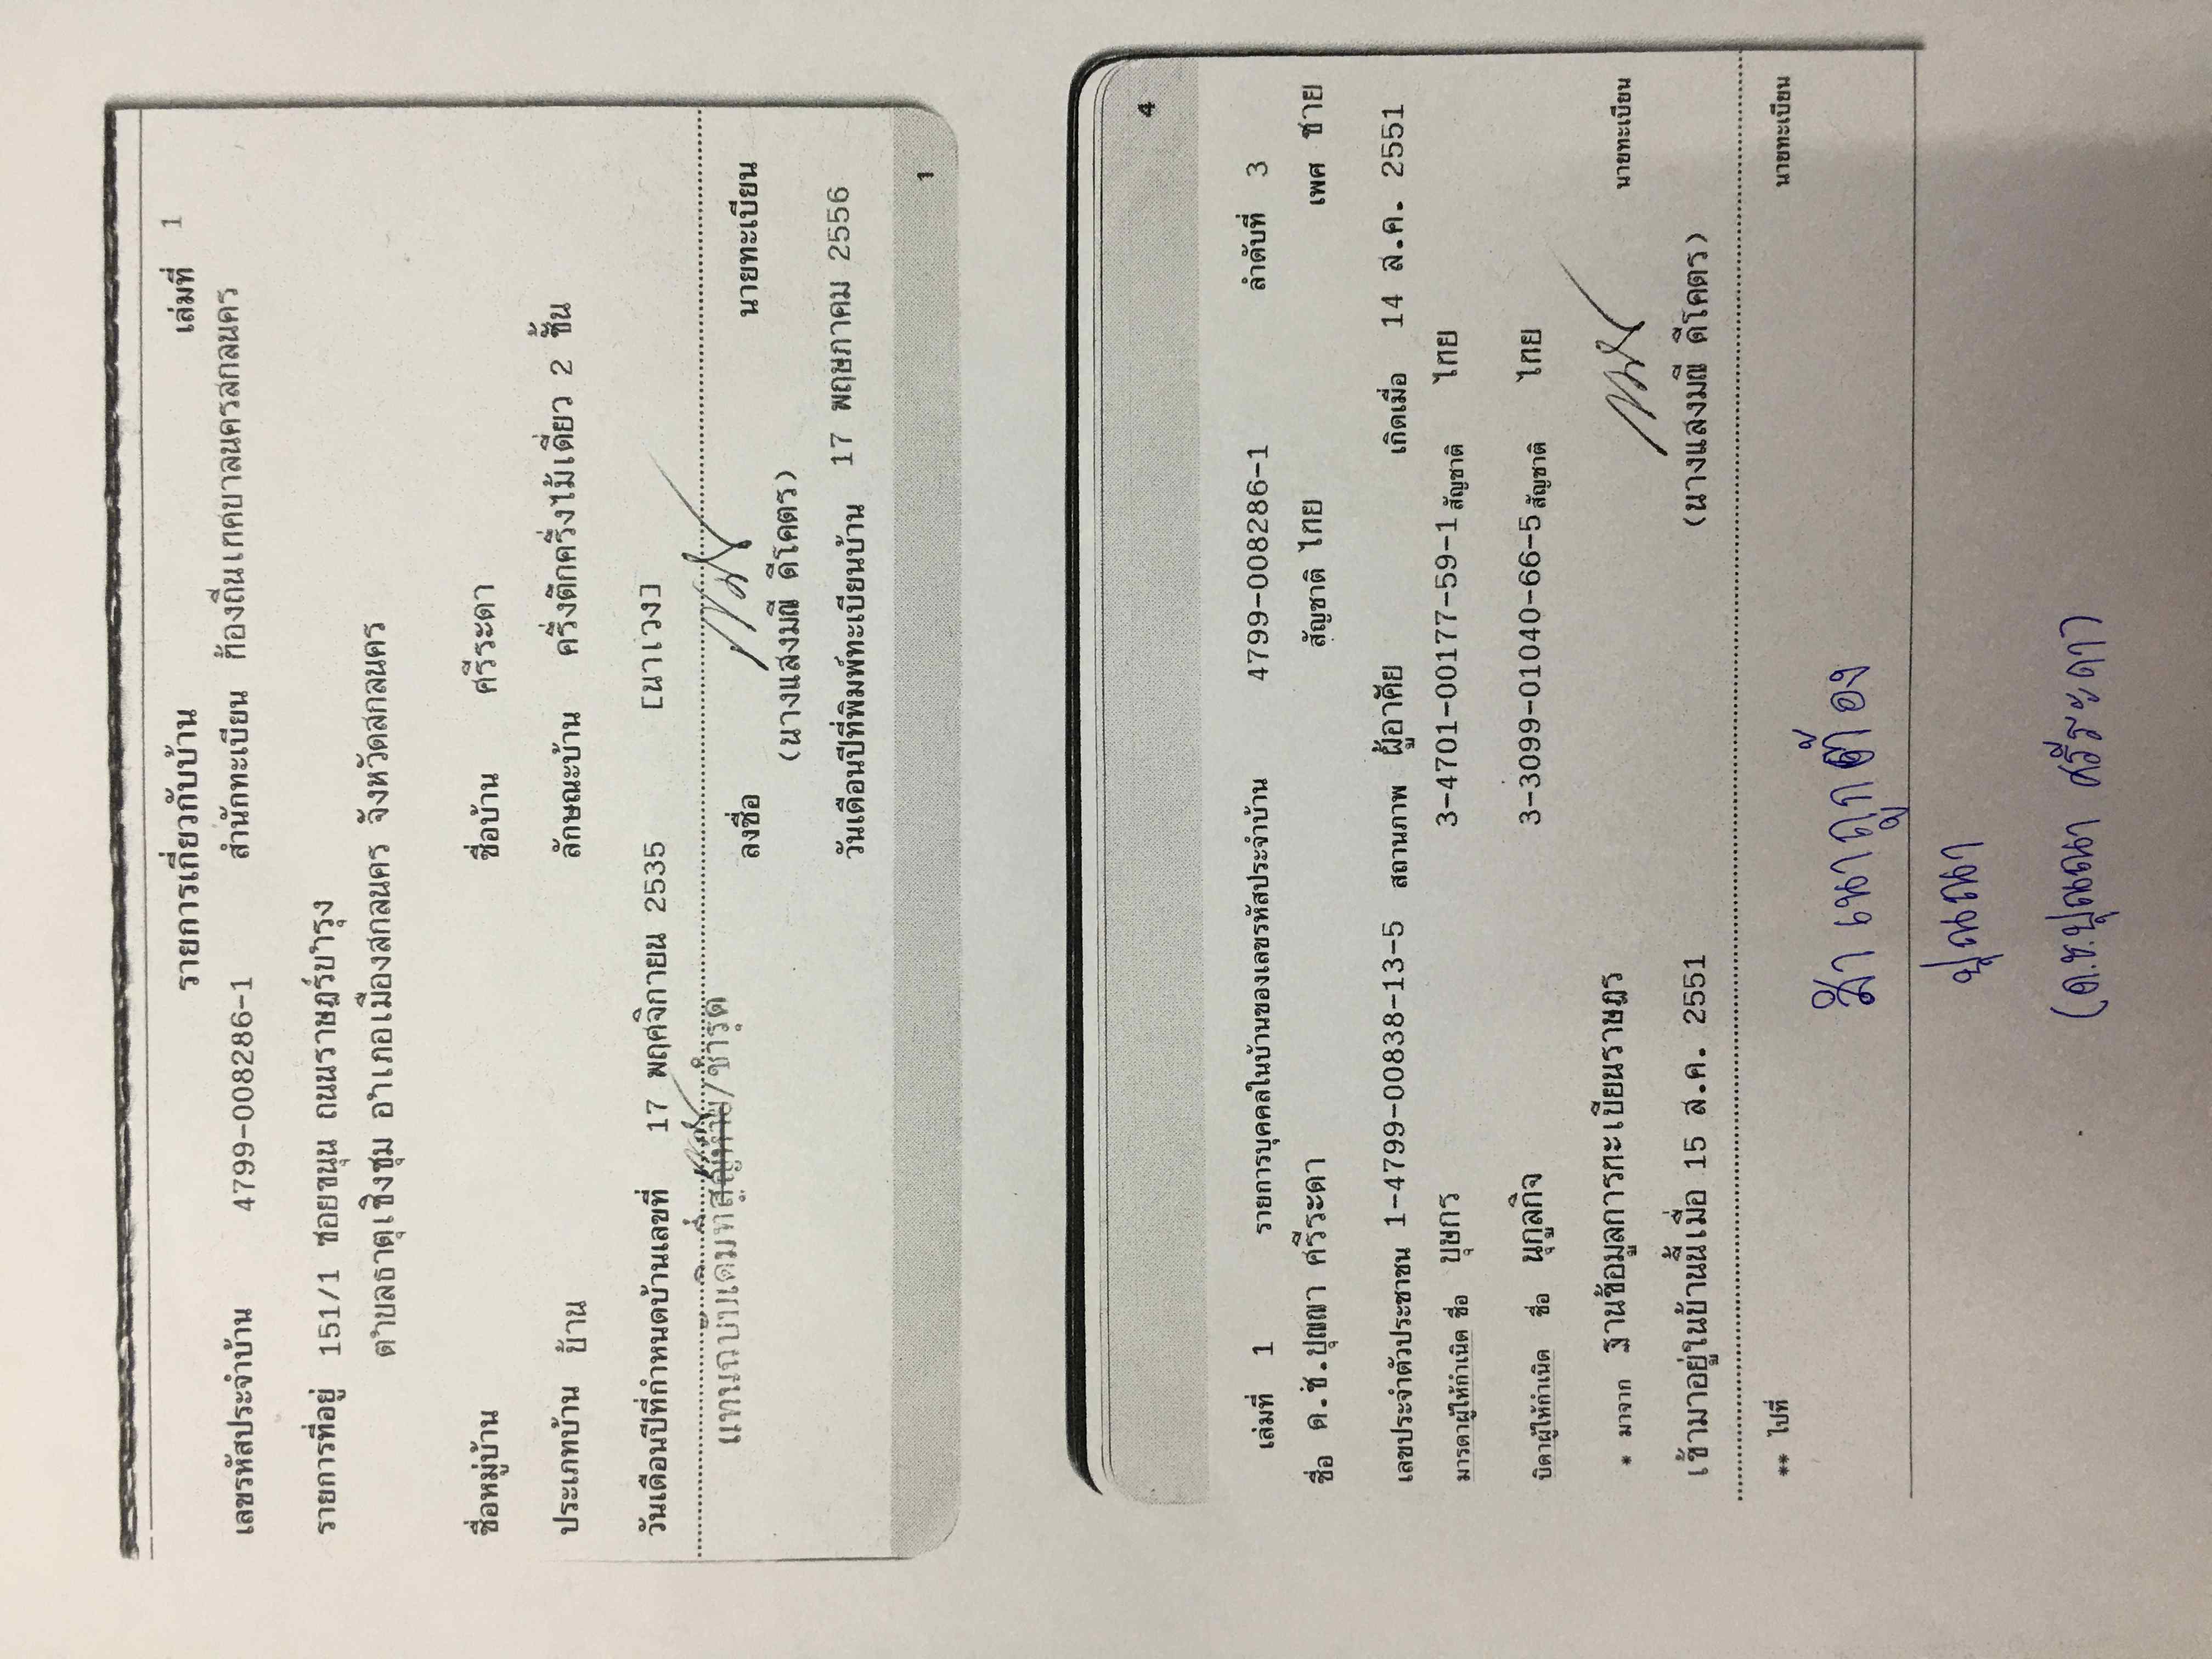 รายการเกี่ยวกับบ้าน เล่มที่ 1
เลขรหัสประจำบ้าน 4799-008286-1 สำนักทะเบียน ท้องถิ่นเทศบาลนครสกลนคร
รายการที่อยู่ 151/1 ซอยขนุน ถนนราษฎร์บำรุง
ตำบลธาตุเชิงชุม อำเภอเมืองสกลนคร จังหวัดสกลนคร
ชื่อหมู่บ้าน ชื่อบ้าน ศรีระดา
ประเภทบ้าน บ้าน ลักษณะบ้าน ครึ่งตึกครึ่งไม้เดี่ยว 2 ชั้น
วันเดือนปีที่กำหนดบ้านเลขที่ 17 พฤศจิกายน 2535 [นาเวง]
แทนฉบับเดิมที่สูญหาย/ชำรุด
ลงชื่อ นายทะเบียน
(นางแสงมณี ดีโคตร)
วันเดือนปีที่พิมพ์ทะเบียนบ้าน 17 พฤษภาคม 2556
1
4
เล่มที่ 1 รายการบุคคลในบ้านของเลขรหัสประจำบ้าน 4799-008286-1 ลำดับที่ 3
ชื่อ ด.ช.ปุญญา ศรีระดา สัญชาติ ไทย เพศ ชาย
เลขประจำตัวประชาชน 1-4799-00838-13-5 สถานภาพ ผู้อาศัย เกิดเมื่อ 14 ส.ค. 2551
มารดาผู้ให้กำเนิด ชื่อ บุษกร 3-4701-00177-59-1 สัญชาติ ไทย
บิดาผู้ให้กำเนิด ชื่อ นุกูลกิจ 3-3099-01040-66-5 สัญชาติ ไทย
* มาจาก ฐานข้อมูลการทะเบียนราษฎร
นายทะเบียน
เข้ามาอยู่ในบ้านนี้เมื่อ 15 ส.ค. 2551 (นางแสงมณี ดีโคตร)
** ไปที่ นายทะเบียน
สำเนาถูกต้อง
ปุณณา
(ด.ช.ปุณณา ศรีระดา)